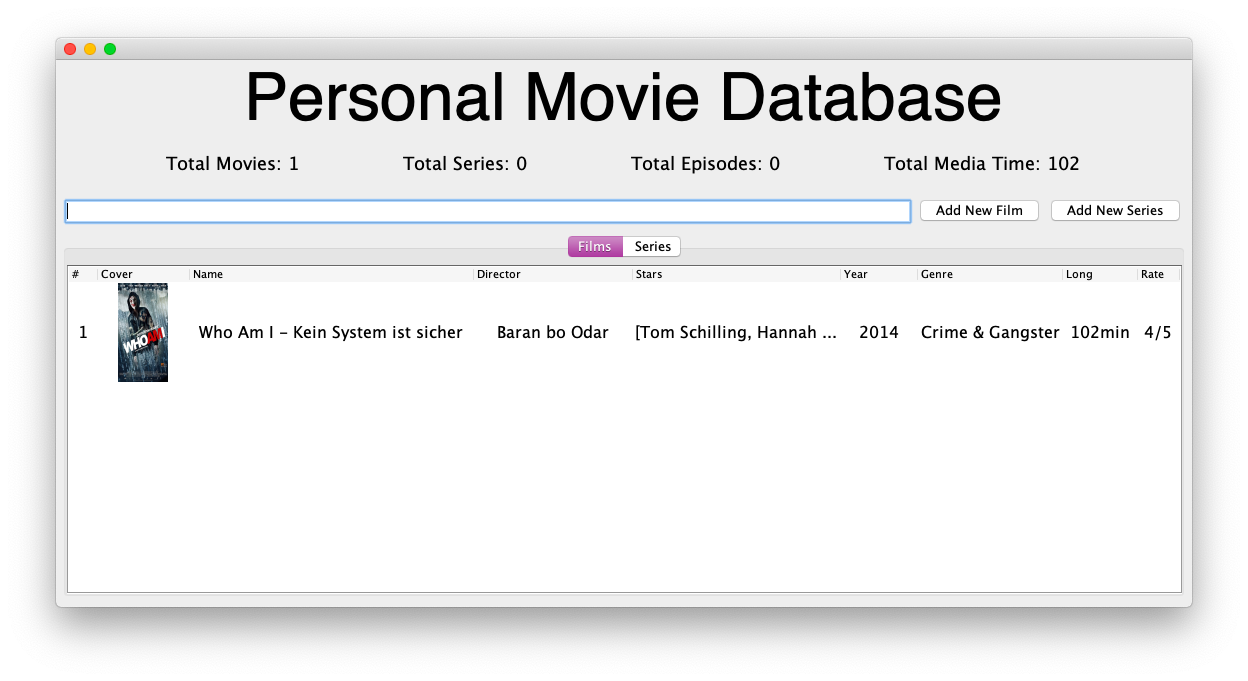 Personal Movie Database
Total Movies: 1 Total Series: 0 Total Episodes: 0 Total Media Time: 102
Add New Film Add New Series
Films Series
# Cover Name Director Stars Year Genre Long Rate
WHOAMI
1 Who Am I - Kein System ist sicher Baran bo Odar [Tom Schilling, Hannah ... 2014 Crime & Gangster 102min 4/5